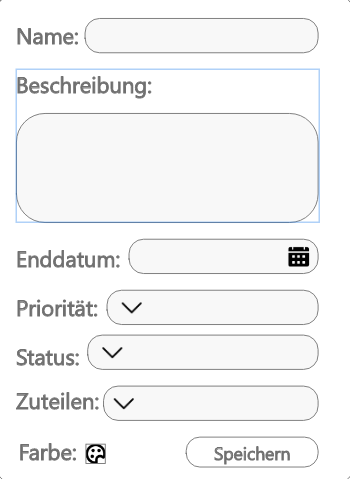 Name:
Beschreibung:
Enddatum:
Priorität:
Status:
Zuteilen:
Farbe: Speichern